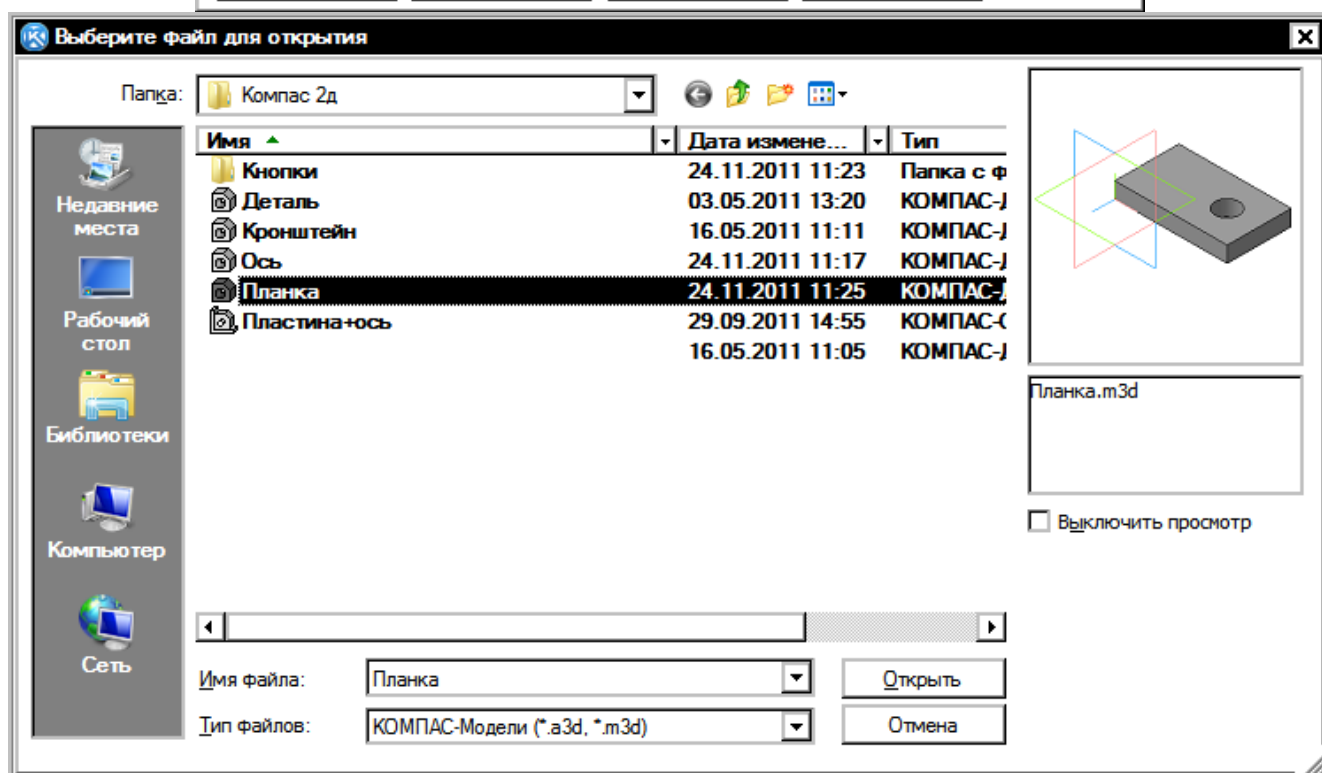 Выберите файл для открытия
Папка: Компас 2д
Имя Дата измене... Тип
Кнопки 24.11.2011 11:23 Папка с ф
Деталь 03.05.2011 13:20 КОМПАС-Д
Кронштейн 16.05.2011 11:11 КОМПАС-Д
Ось 24.11.2011 11:17 КОМПАС-Д
Планка 24.11.2011 11:25 КОМПАС-Д
Пластина+ось 29.09.2011 14:55 КОМПАС-С
16.05.2011 11:05 КОМПАС-Д
Недавние
места
Рабочий
стол
Библиотеки
Компьютер
Сеть
Планка.m3d
Выключить просмотр
Имя файла: Планка Открыть
Тип файлов: КОМПАС-Модели (*.a3d, *.m3d) Отмена